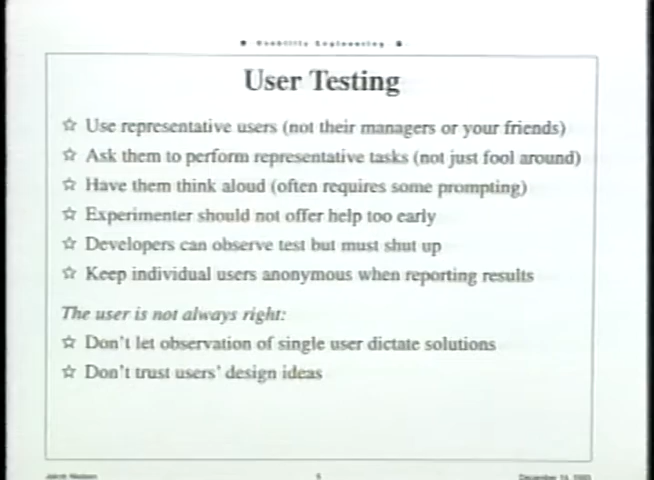 Usability Engineering
User Testing
☆ Use representative users (not their managers or your friends)
☆ Ask them to perform representative tasks (not just fool around)
☆ Have them think aloud (often requires some prompting)
☆ Experimenter should not offer help too early
☆ Developers can observe test but must shut up
☆ Keep individual users anonymous when reporting results
The user is not always right:
☆ Don't let observation of single user dictate solutions
☆ Don't trust users' design ideas
Jakob Nielsen